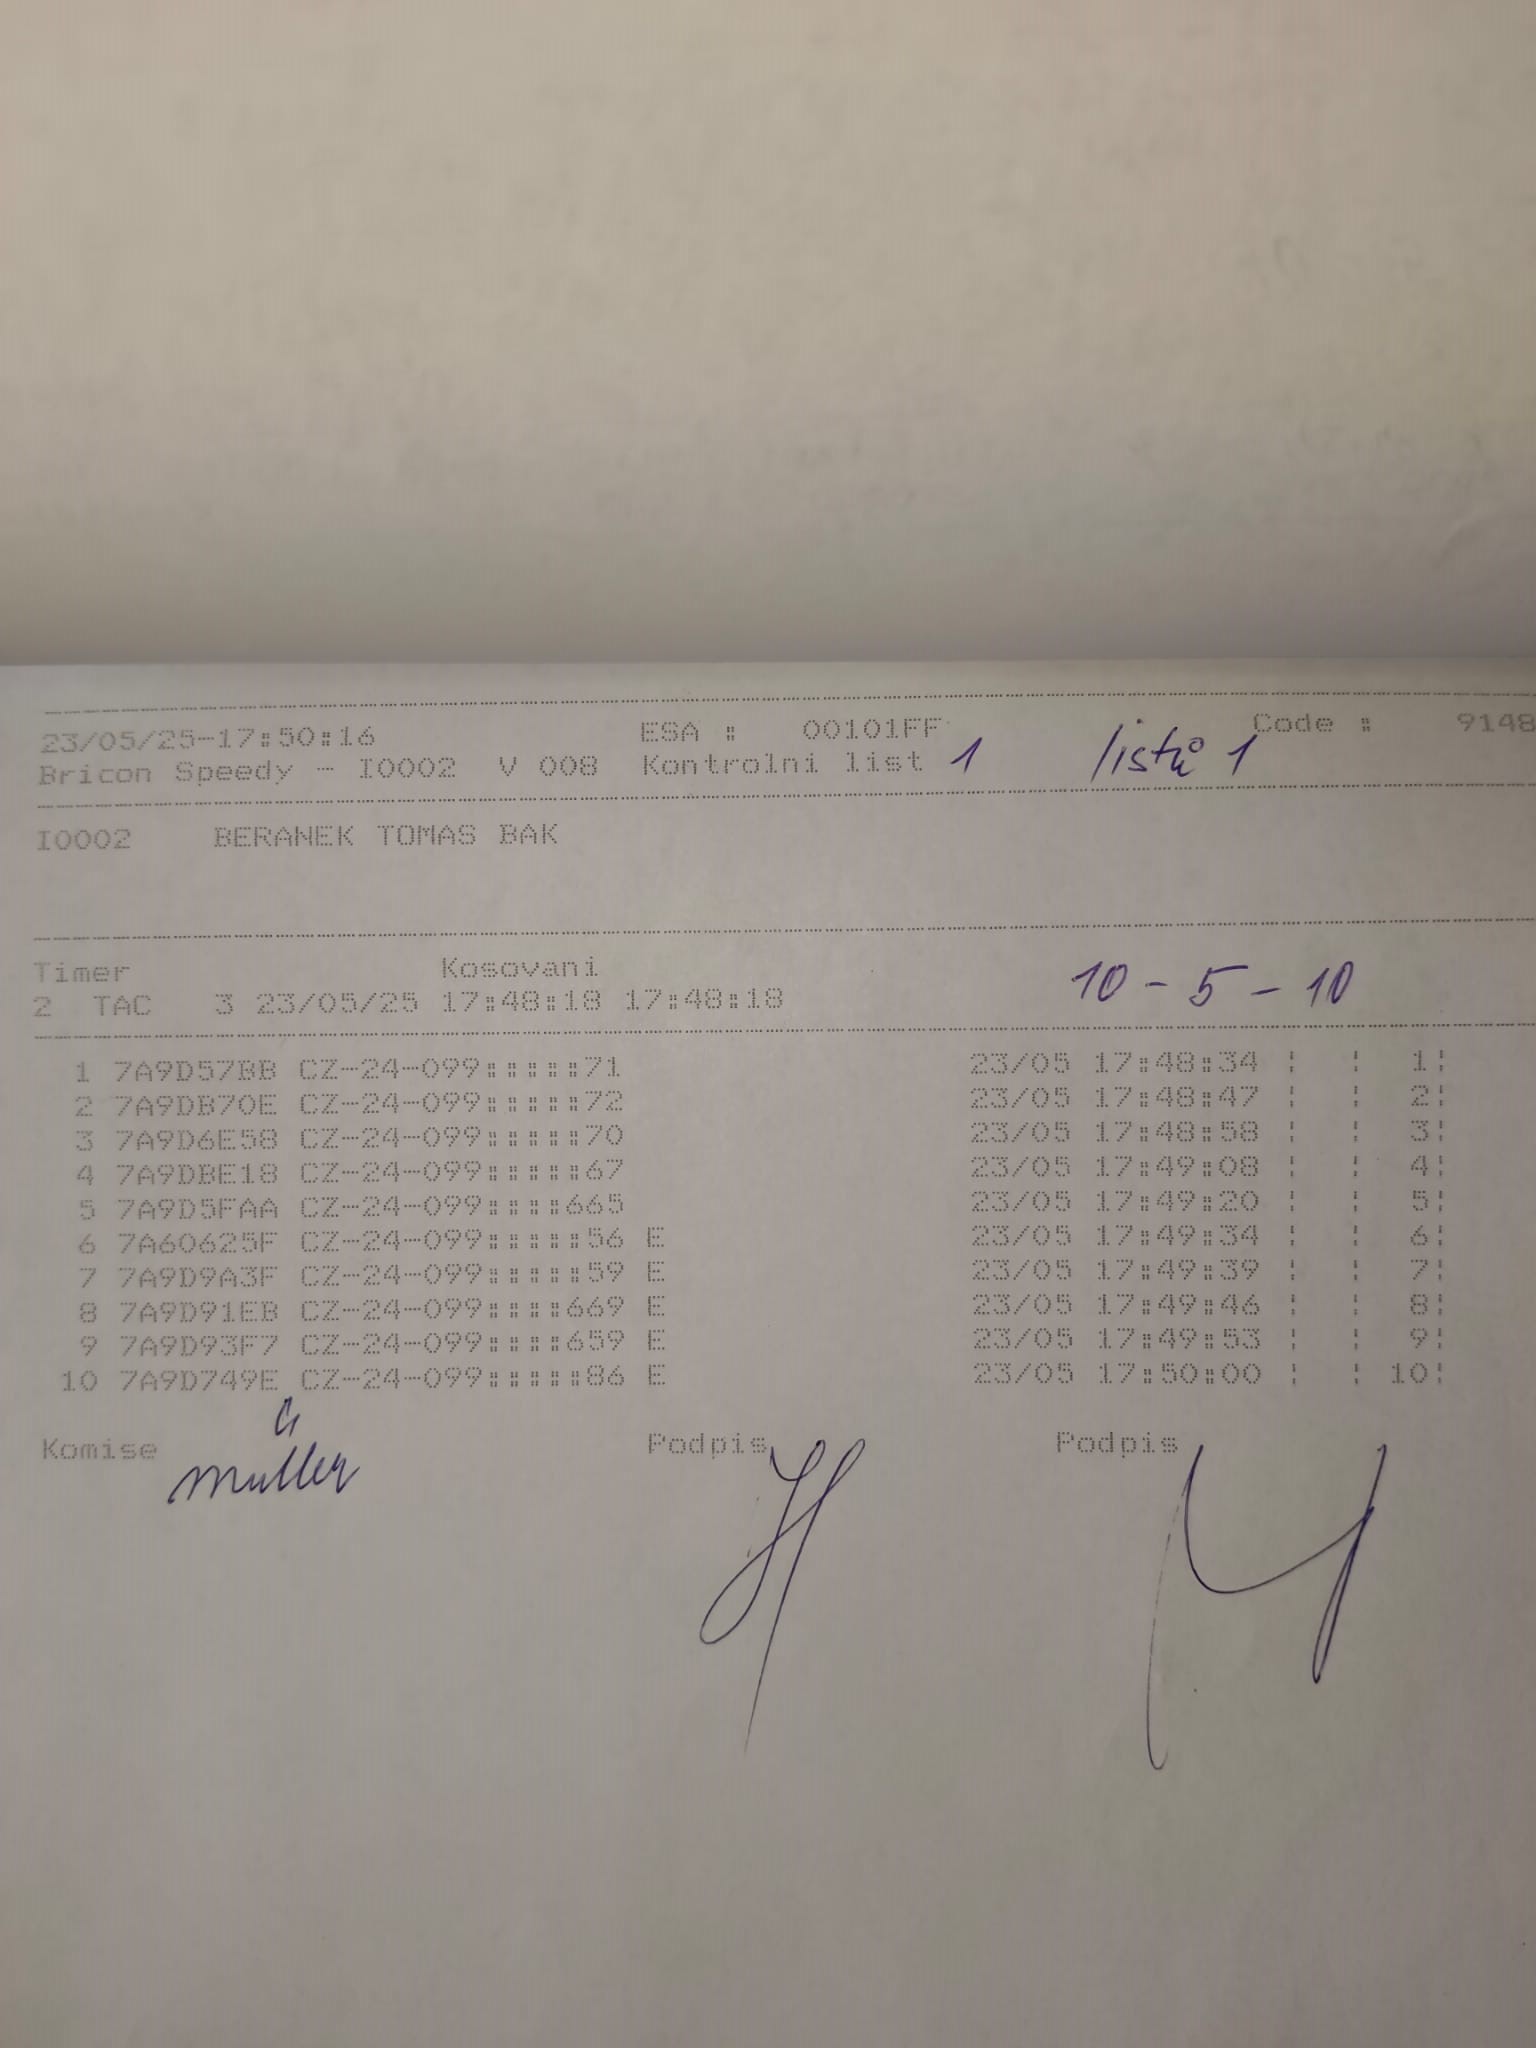 23/05/25-17:50:16 ESA : 00101FF Code : 9148
Bricon Speedy - I0002 V 008 Kontrolni list 1 listů 1
I0002 BERANEK TOMAS BAK
Timer Kosovani
10 - 5 - 10
2 TAC 3 23/05/25 17:48:18 17:48:18
1 7A9D57BB CZ-24-099:::::71 23/05 17:48:34 ¦ ¦ 1¦
2 7A9DB70E CZ-24-099:::::72 23/05 17:48:47 ¦ ¦ 2¦
3 7A9D6E58 CZ-24-099:::::70 23/05 17:48:58 ¦ ¦ 3¦
4 7A9DBE18 CZ-24-099:::::67 23/05 17:49:08 ¦ ¦ 4¦
5 7A9D5FAA CZ-24-099::::665 23/05 17:49:20 ¦ ¦ 5¦
6 7A60625F CZ-24-099:::::56 E 23/05 17:49:34 ¦ ¦ 6¦
7 7A9D9A3F CZ-24-099:::::59 E 23/05 17:49:39 ¦ ¦ 7¦
8 7A9D91EB CZ-24-099::::669 E 23/05 17:49:46 ¦ ¦ 8¦
9 7A9D93F7 CZ-24-099::::659 E 23/05 17:49:53 ¦ ¦ 9¦
10 7A9D749E CZ-24-099:::::86 E 23/05 17:50:00 ¦ ¦ 10¦
Komise Müller Podpis Podpis